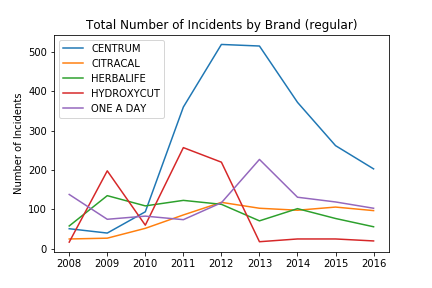 Total Number of Incidents by Brand (regular)
Number of Incidents
500
400
300
200
100
0
CENTRUM
CITRACAL
HERBALIFE
HYDROXYCUT
ONE A DAY
2008 2009 2010 2011 2012 2013 2014 2015 2016